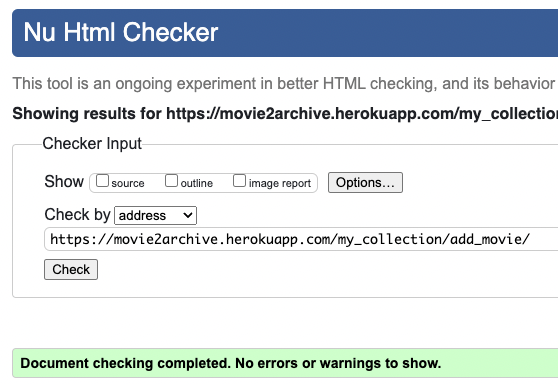 Nu Html Checker
This tool is an ongoing experiment in better HTML checking, and its behavior
Showing results for https://movie2archive.herokuapp.com/my_collectio
Checker Input
Show source outline image report Options...
Check by address
https://movie2archive.herokuapp.com/my_collection/add_movie/
Check
Document checking completed. No errors or warnings to show.